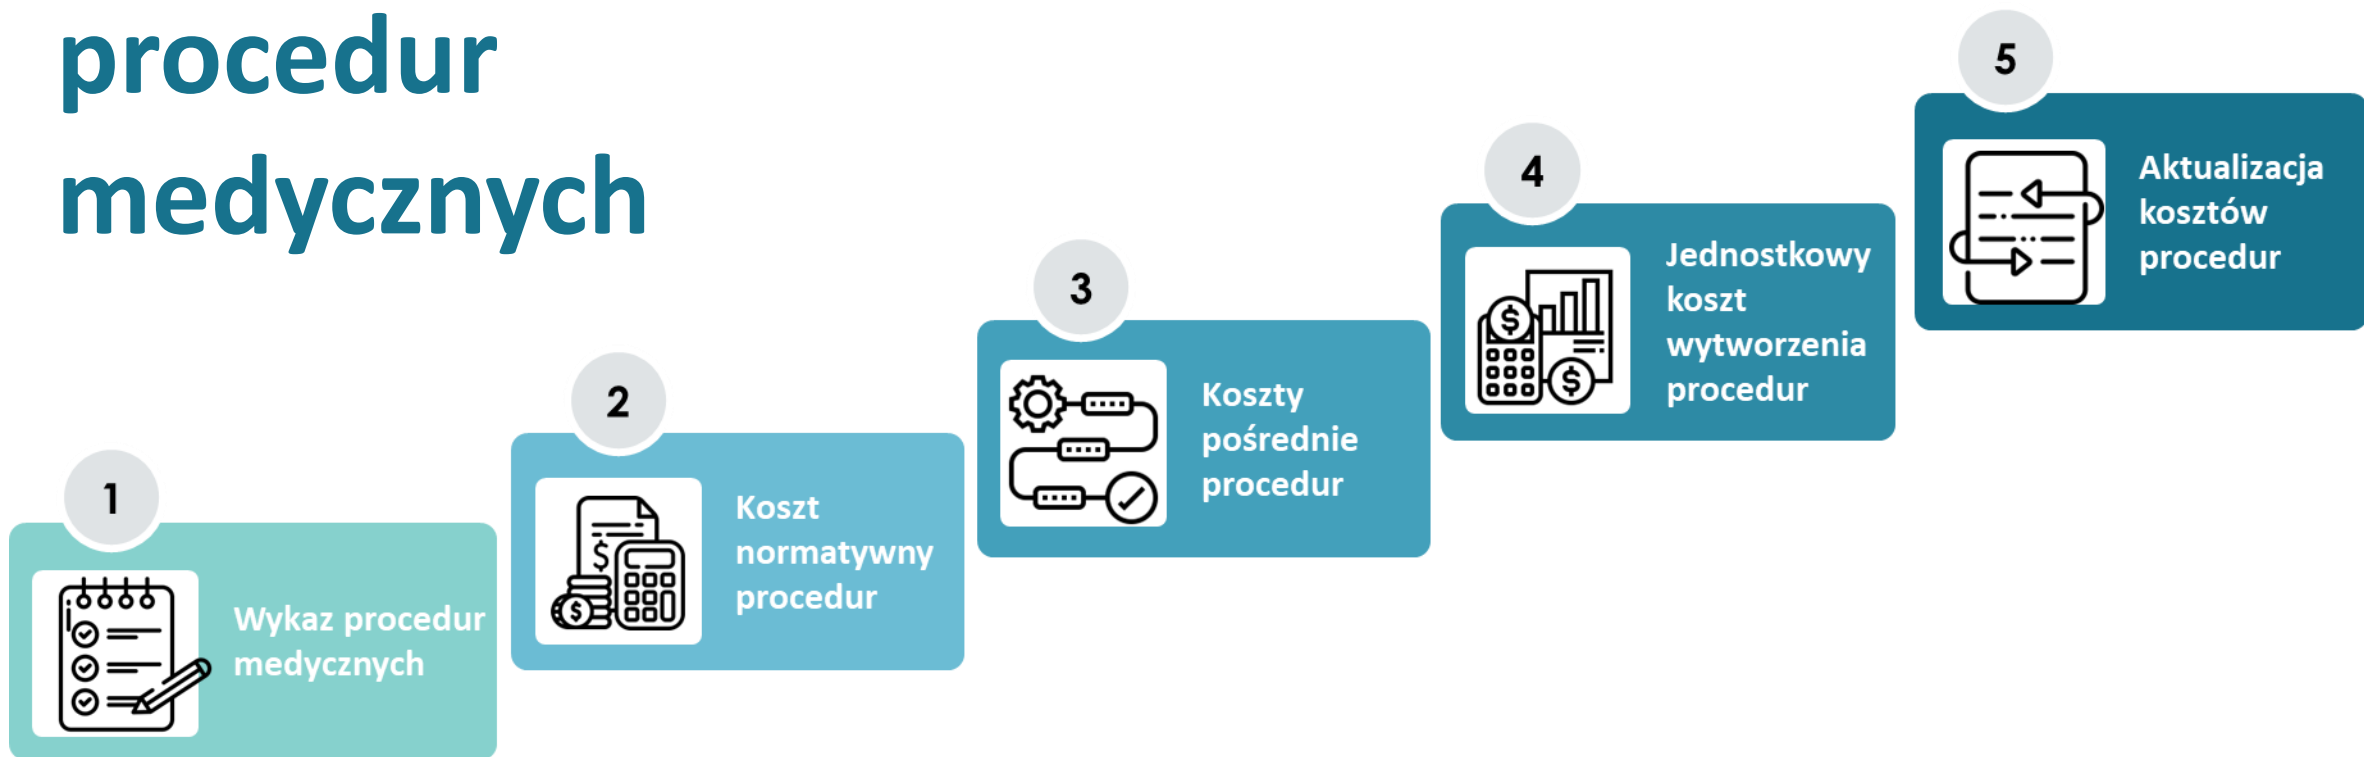 procedur
medycznych
1
Wykaz procedur
medycznych
2
Koszt
normatywny
procedur
3
Koszty
pośrednie
procedur
4
Jednostkowy
koszt
wytworzenia
procedur
5
Aktualizacja
kosztów
procedur